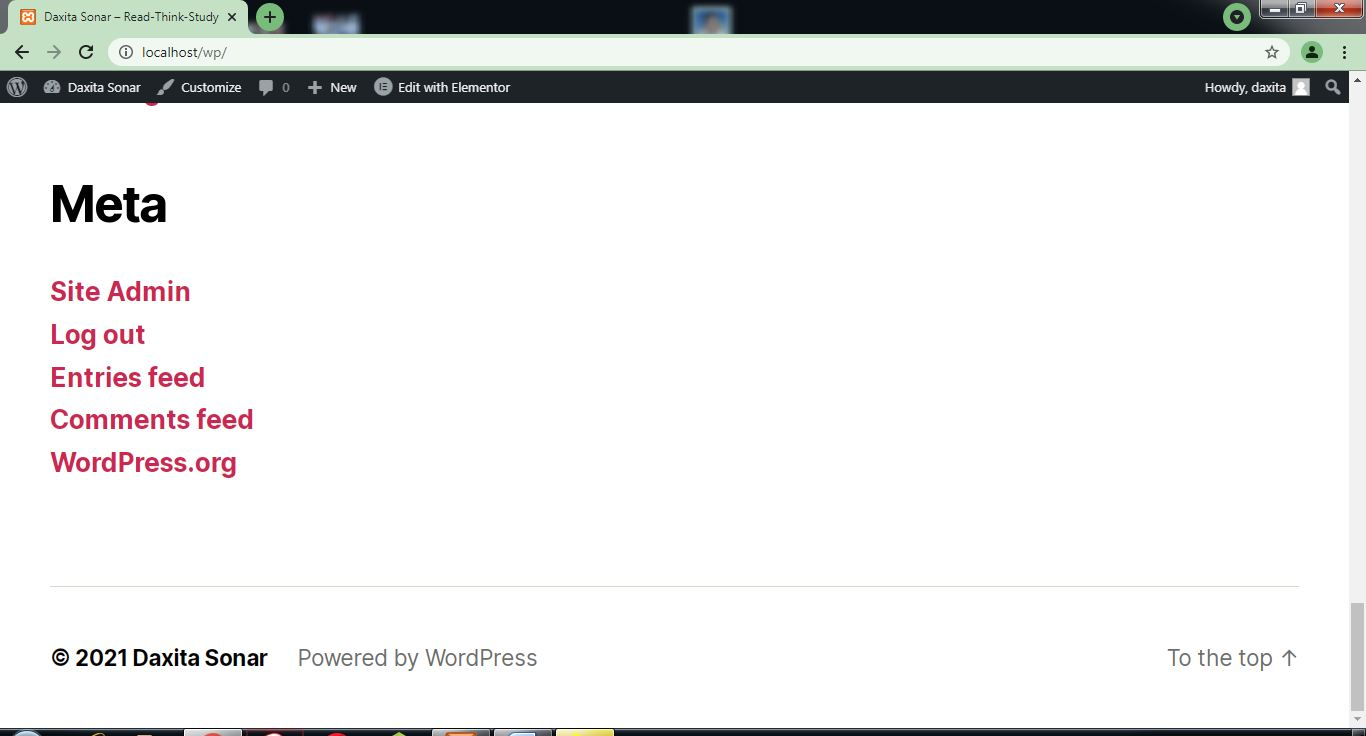 Daxita Sonar – Read-Think-Study
localhost/wp/
Daxita Sonar Customize 0 New Edit with Elementor Howdy, daxita
Meta
Site Admin
Log out
Entries feed
Comments feed
WordPress.org
© 2021 Daxita Sonar Powered by WordPress To the top ↑